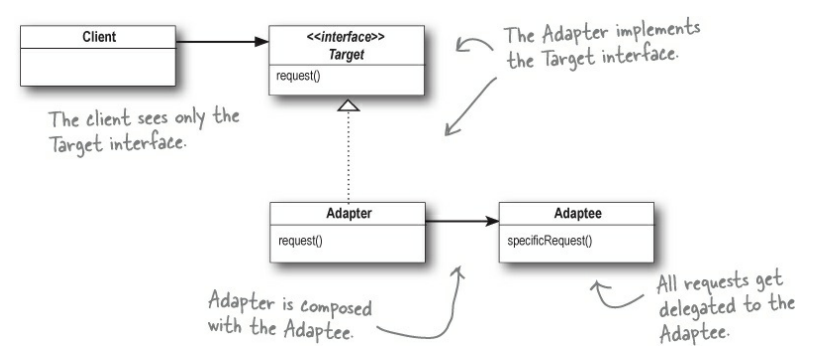 Client
<<interface>>
Target
request()
The Adapter implements
the Target interface.
The client sees only the
Target interface.
Adapter
request()
Adaptee
specificRequest()
Adapter is composed
with the Adaptee.
All requests get
delegated to the
Adaptee.